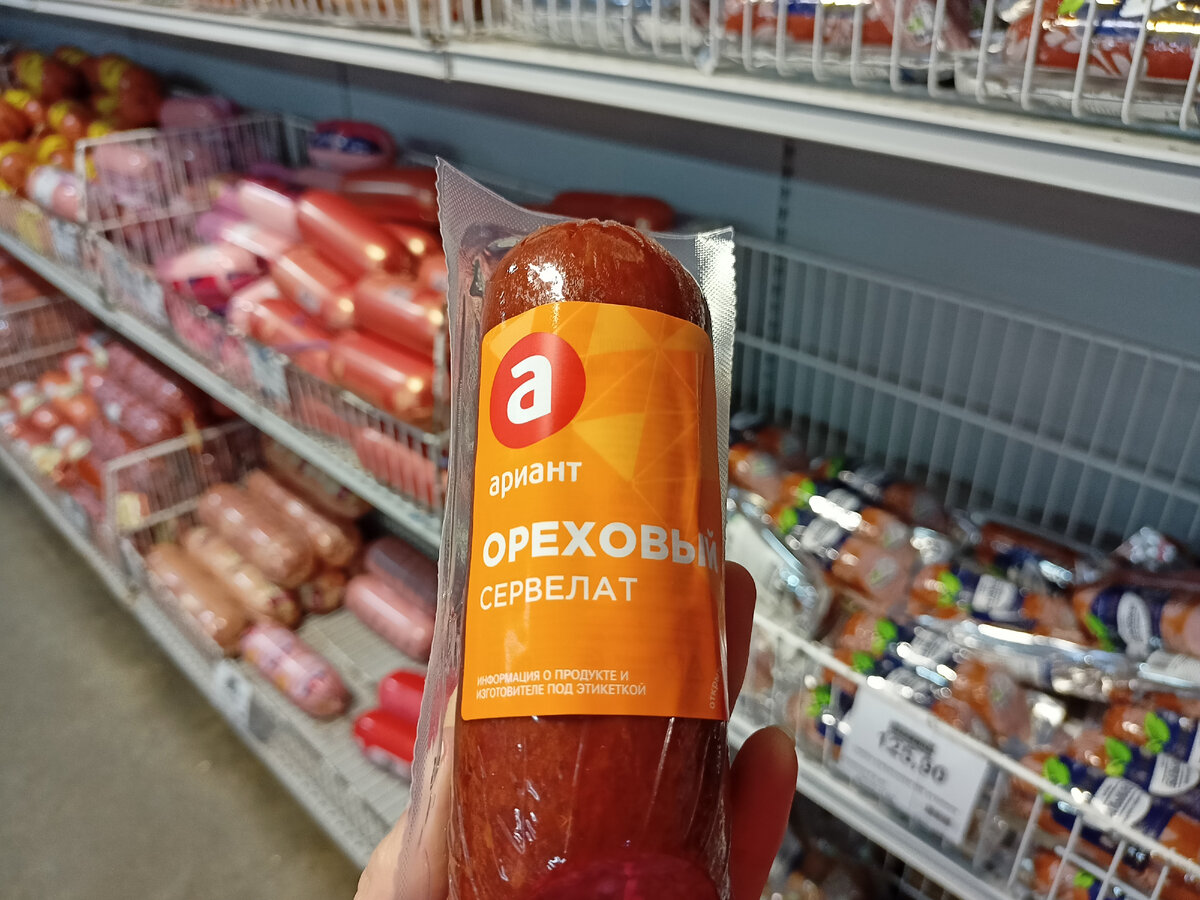 а
ариант
ОРЕХОВЫЙ
СЕРВЕЛАТ
ИНФОРМАЦИЯ О ПРОДУКТЕ И
ИЗГОТОВИТЕЛЕ ПОД ЭТИКЕТКОЙ